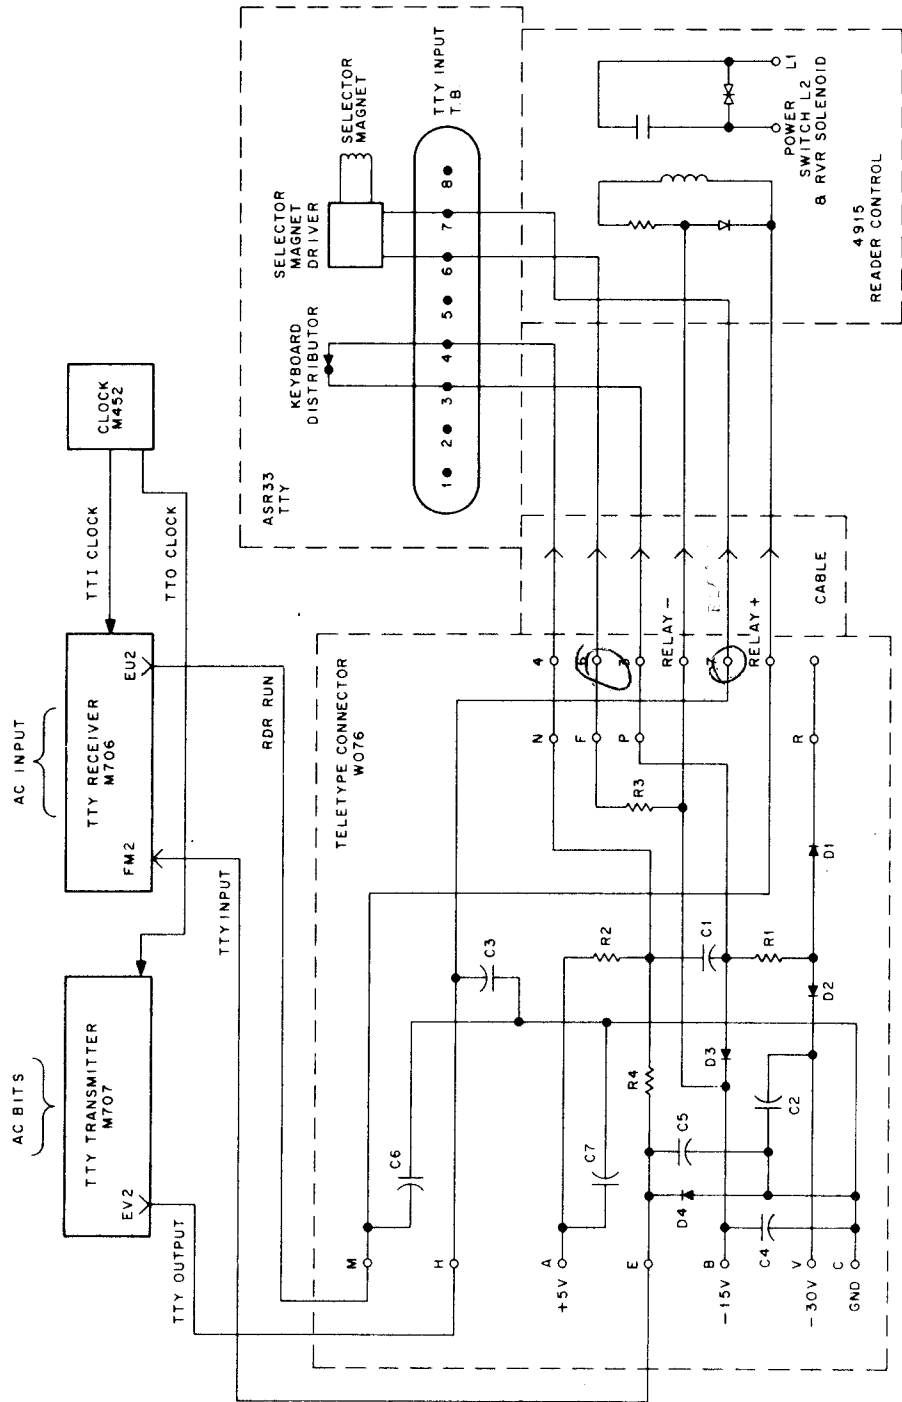 AC BITS
AC INPUT
TTY TRANSMITTER
M707
EV2
TTY RECEIVER
M706
FM2
EU2
CLOCK
M452
TTI CLOCK
TTO CLOCK
TTY OUTPUT
TTY INPUT
RDR RUN
TELETYPE CONNECTOR
W076
M
H
A
+5V
E
B
-15V
V
-30V
C
GND
C6
C3
C7
R2
R4
C5
D4
C4
C1
D3
C2
R1
D2
D1
R3
N
F
P
R
4
6
3
RELAY -
7
RELAY +
CABLE
ASR33
TTY
KEYBOARD
DISTRIBUTOR
SELECTOR
MAGNET
DRIVER
SELECTOR
MAGNET
1 2 3 4 5 6 7 8
TTY INPUT
T.B
POWER
SWITCH L2
& RVR SOLENOID
L1
4915
READER CONTROL